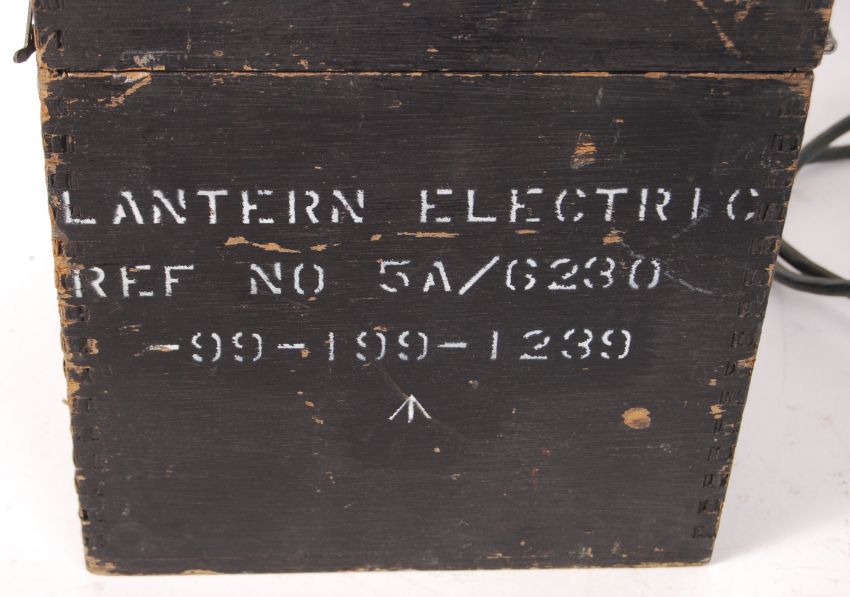 LANTERN ELECTRIC
REF NO 5A/6230
-99-199-1239